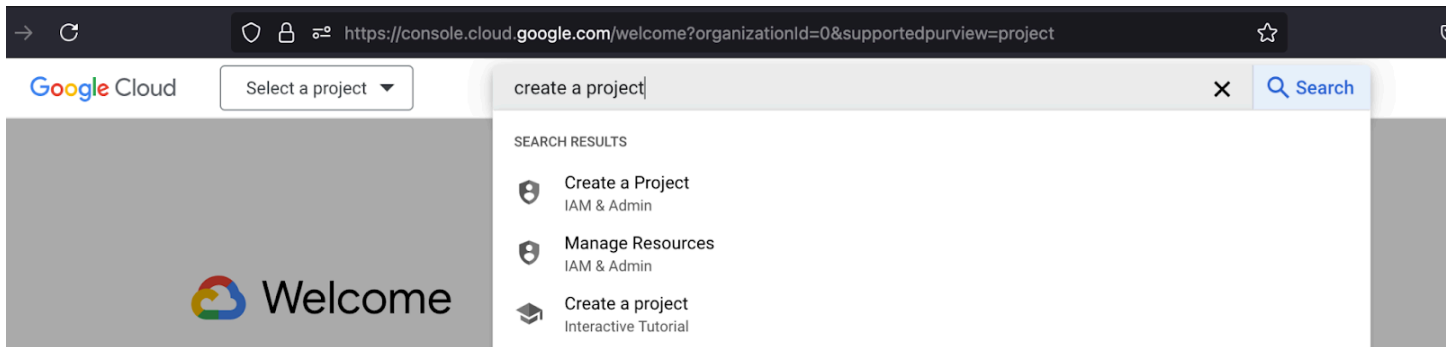 https://console.cloud.google.com/welcome?organizationId=0&supportedpurview=project
Google Cloud
Select a project
create a project
Search
SEARCH RESULTS
Create a Project
IAM & Admin
Manage Resources
IAM & Admin
Create a project
Interactive Tutorial
Welcome